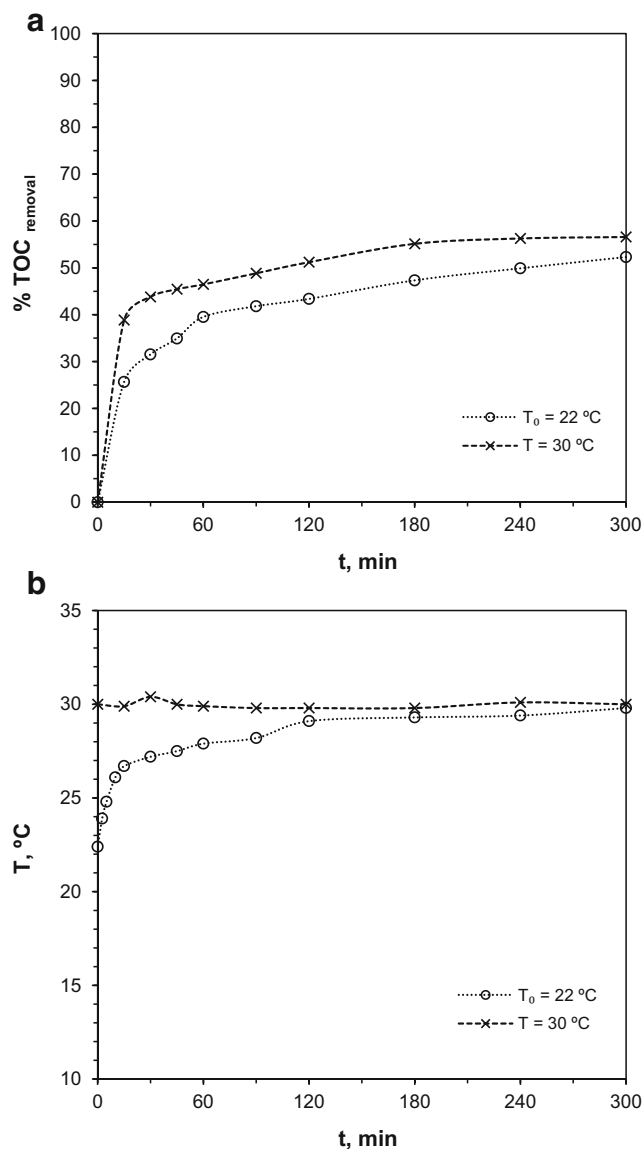 a
100
90
80
70
60
50
40
30
20
10
0
% TOC removal
T₀ = 22 ºC
T = 30 ºC
0 60 120 180 240 300
t, min
b
35
30
25
20
15
10
T, ºC
T₀ = 22 ºC
T = 30 ºC
0 60 120 180 240 300
t, min